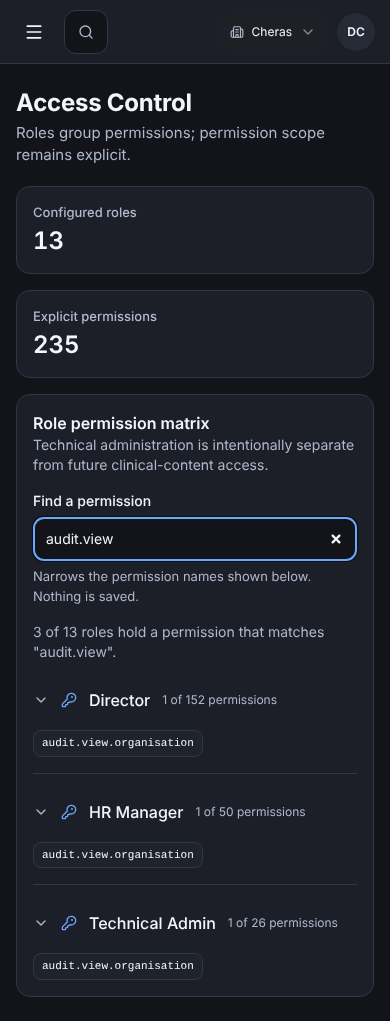 Cheras
DC
Access Control
Roles group permissions; permission scope
remains explicit.
Configured roles
13
Explicit permissions
235
Role permission matrix
Technical administration is intentionally separate
from future clinical-content access.
Find a permission
audit.view
Narrows the permission names shown below.
Nothing is saved.
3 of 13 roles hold a permission that matches
"audit.view".
Director 1 of 152 permissions
audit.view.organisation
HR Manager 1 of 50 permissions
audit.view.organisation
Technical Admin 1 of 26 permissions
audit.view.organisation